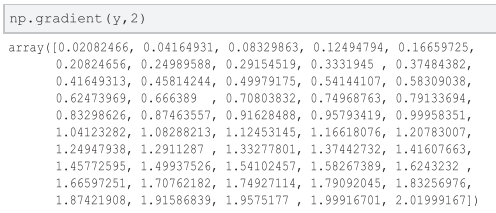 np.gradient(y,2)
array([0.02082466, 0.04164931, 0.08329863, 0.12494794, 0.16659725,
0.20824656, 0.24989588, 0.29154519, 0.3331945 , 0.37484382,
0.41649313, 0.45814244, 0.49979175, 0.54144107, 0.58309038,
0.62473969, 0.666389  , 0.70803832, 0.74968763, 0.79133694,
0.83298626, 0.87463557, 0.91628488, 0.95793419, 0.99958351,
1.04123282, 1.08288213, 1.12453145, 1.16618076, 1.20783007,
1.24947938, 1.2911287 , 1.33277801, 1.37442732, 1.41607663,
1.45772595, 1.49937526, 1.54102457, 1.58267389, 1.6243232 ,
1.66597251, 1.70762182, 1.74927114, 1.79092045, 1.83256976,
1.87421908, 1.91586839, 1.9575177 , 1.99916701, 2.01999167])